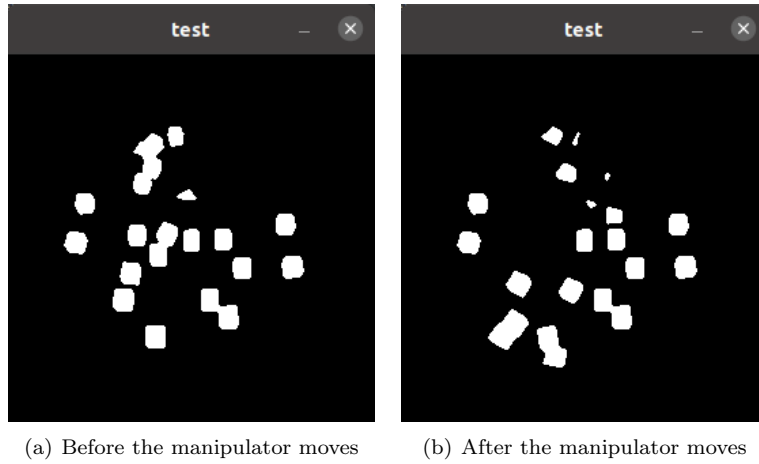 test
test
(a) Before the manipulator moves
(b) After the manipulator moves